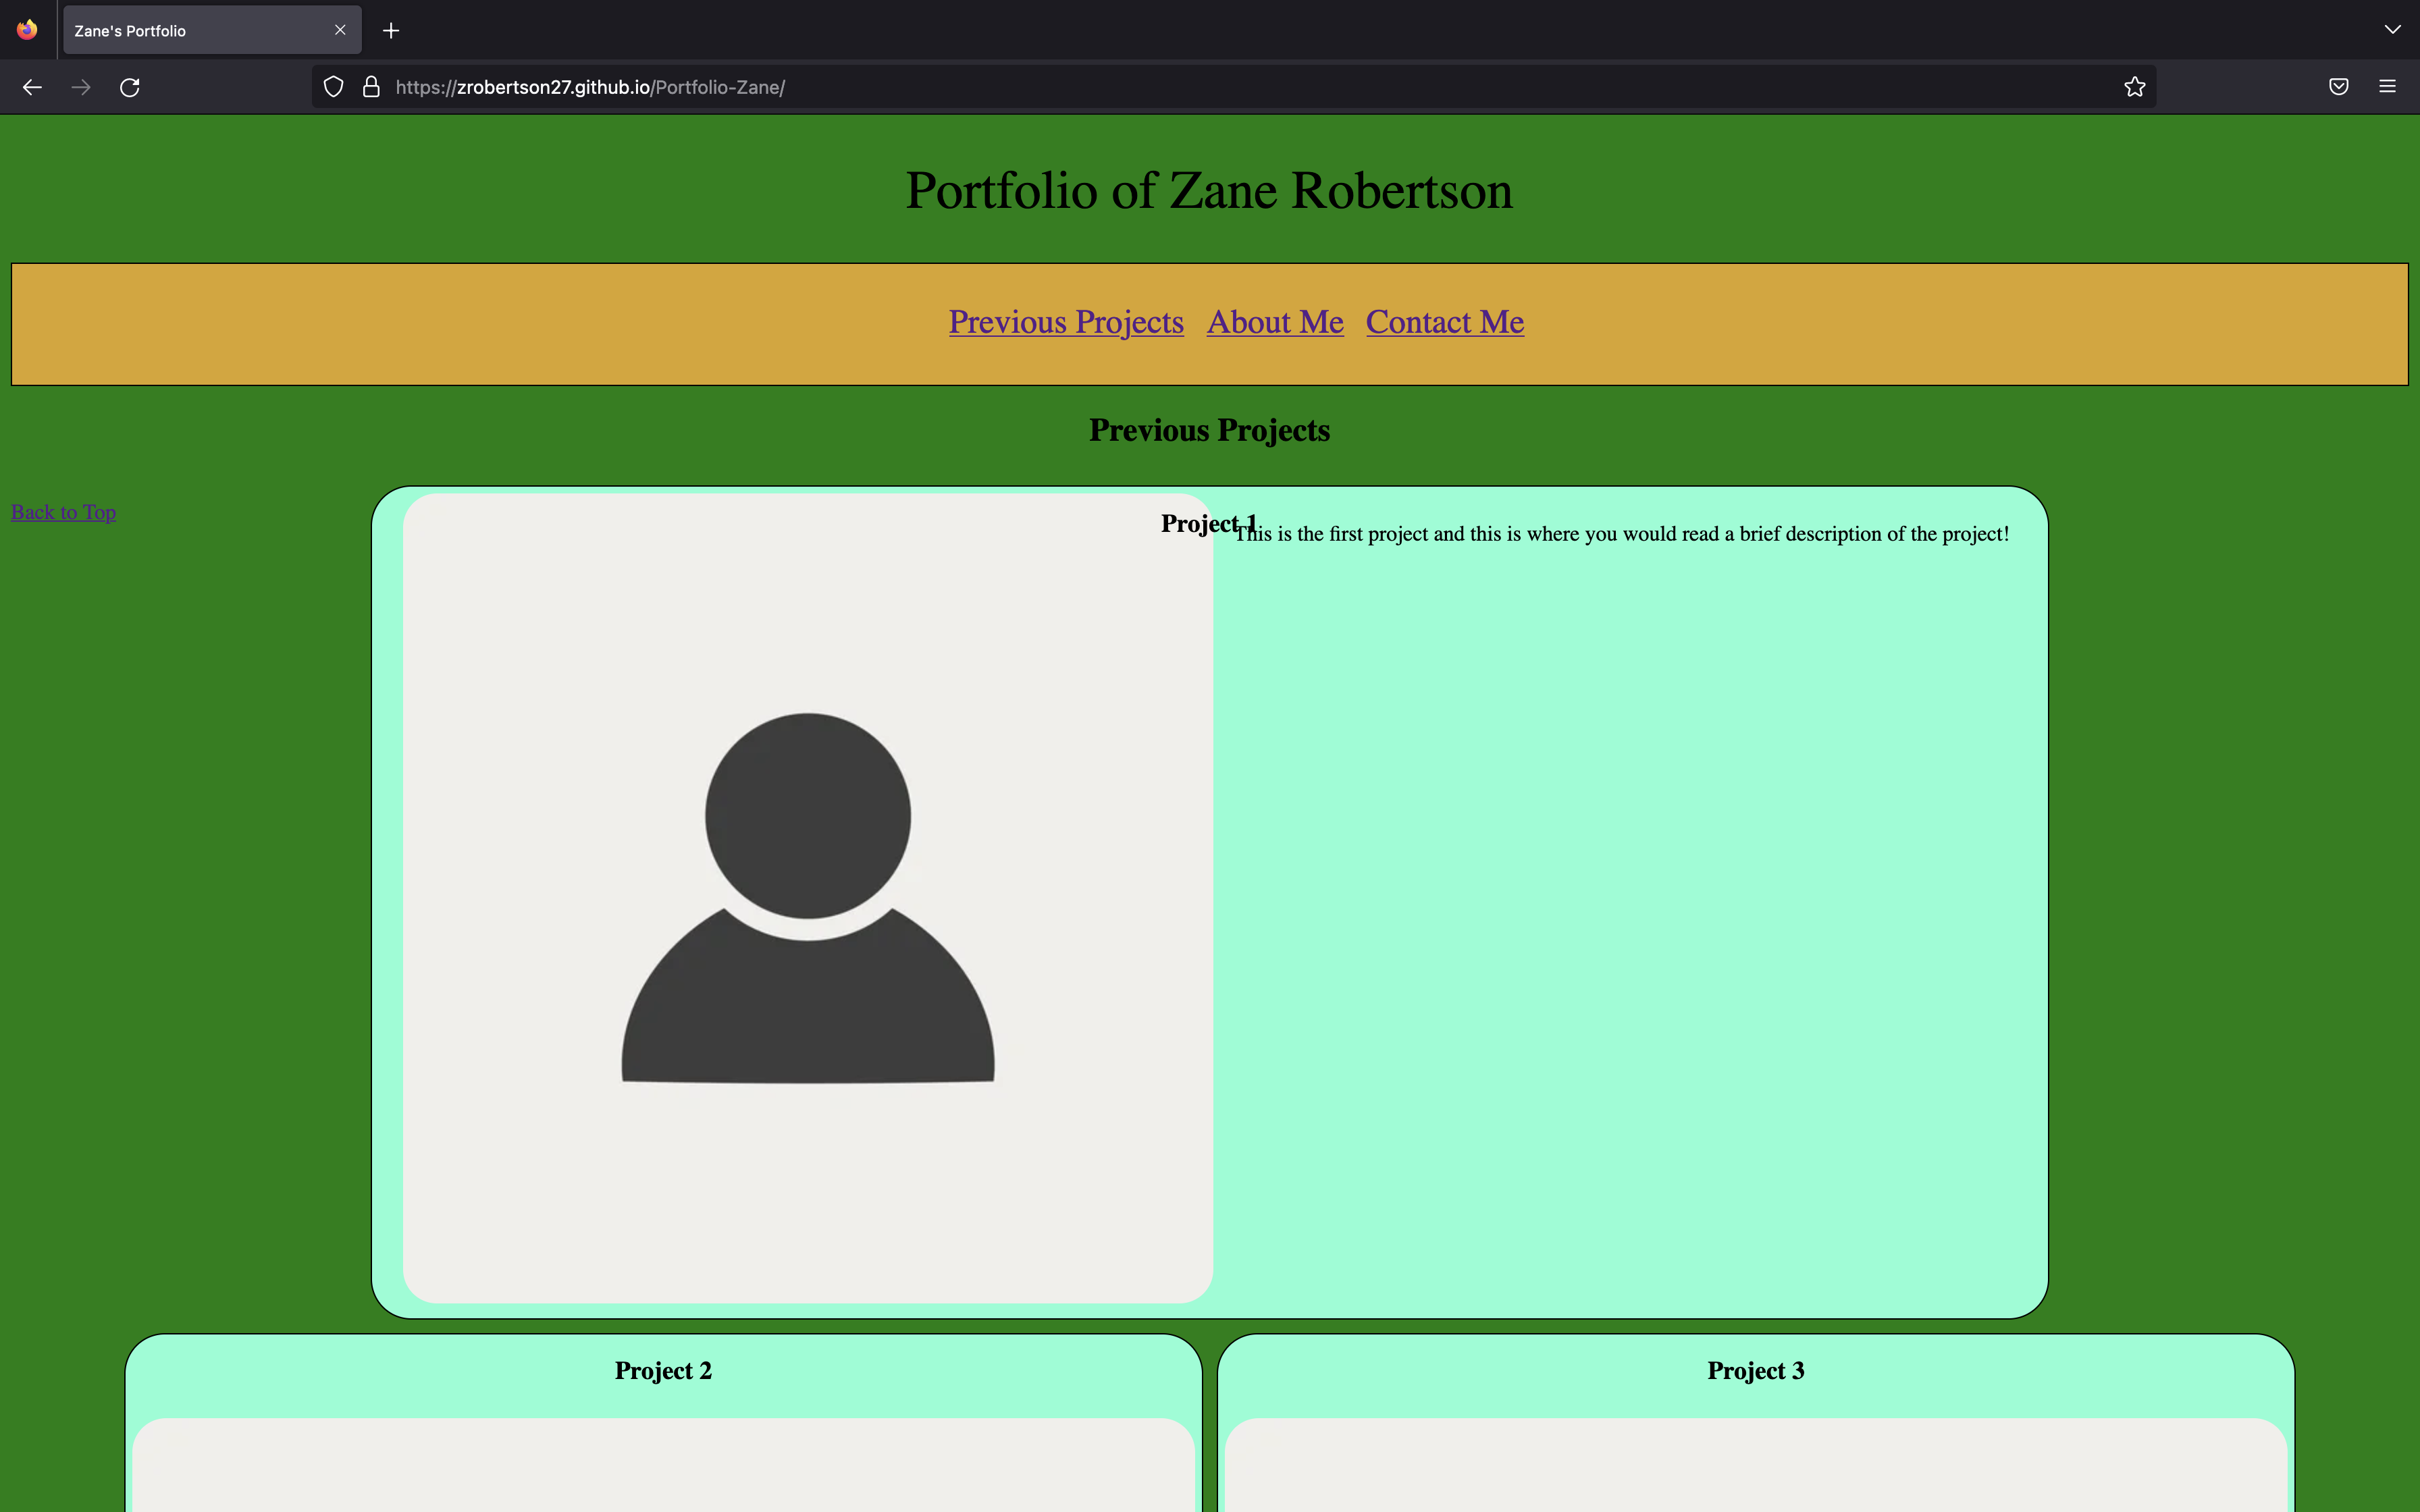 Zane's Portfolio
https://zrobertson27.github.io/Portfolio-Zane/
Portfolio of Zane Robertson
Previous Projects About Me Contact Me
Previous Projects
Back to Top
Project 1
This is the first project and this is where you would read a brief description of the project!
Project 2
Project 3